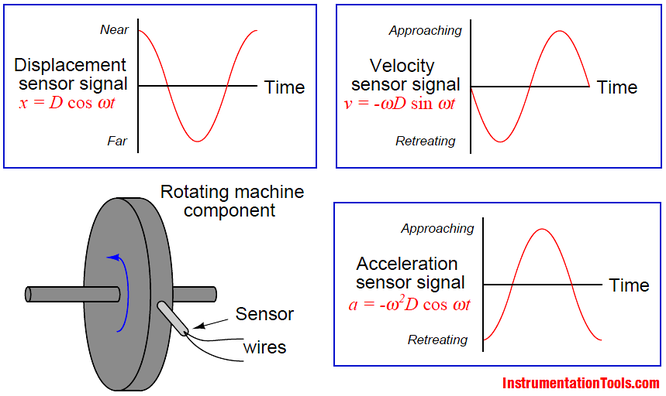 Near
Displacement
sensor signal
x = D cos ωt
Time
Far
Approaching
Velocity
sensor signal
v = -ωD sin ωt
Time
Retreating
Rotating machine
component
Sensor
wires
Approaching
Acceleration
sensor signal
a = -ω²D cos ωt
Time
Retreating
InstrumentationTools.com